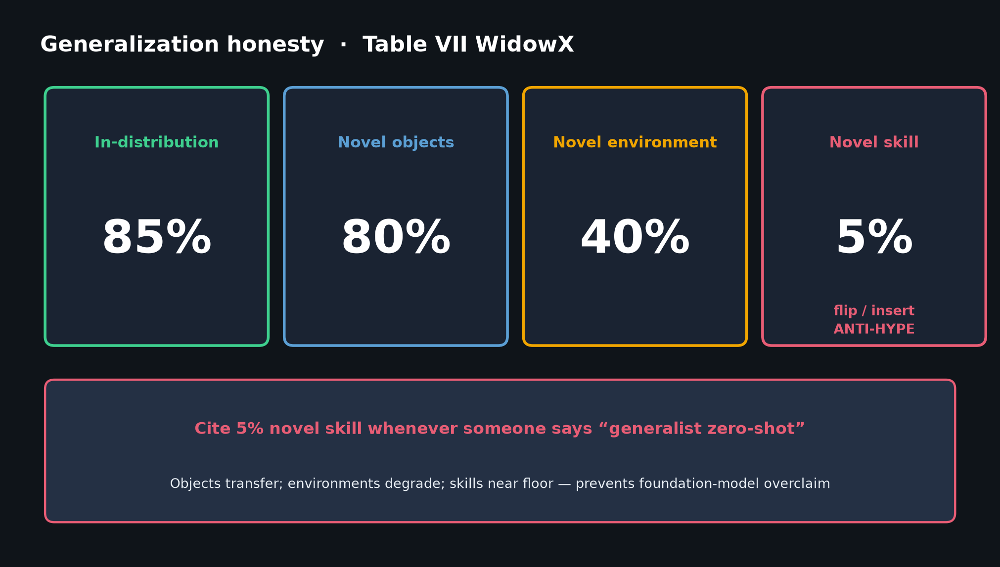 Generalization honesty · Table VII WidowX
In-distribution
85%
Novel objects
80%
Novel environment
40%
Novel skill
5%
flip / insert
ANTI-HYPE
Cite 5% novel skill whenever someone says “generalist zero-shot”
Objects transfer; environments degrade; skills near floor — prevents foundation-model overclaim